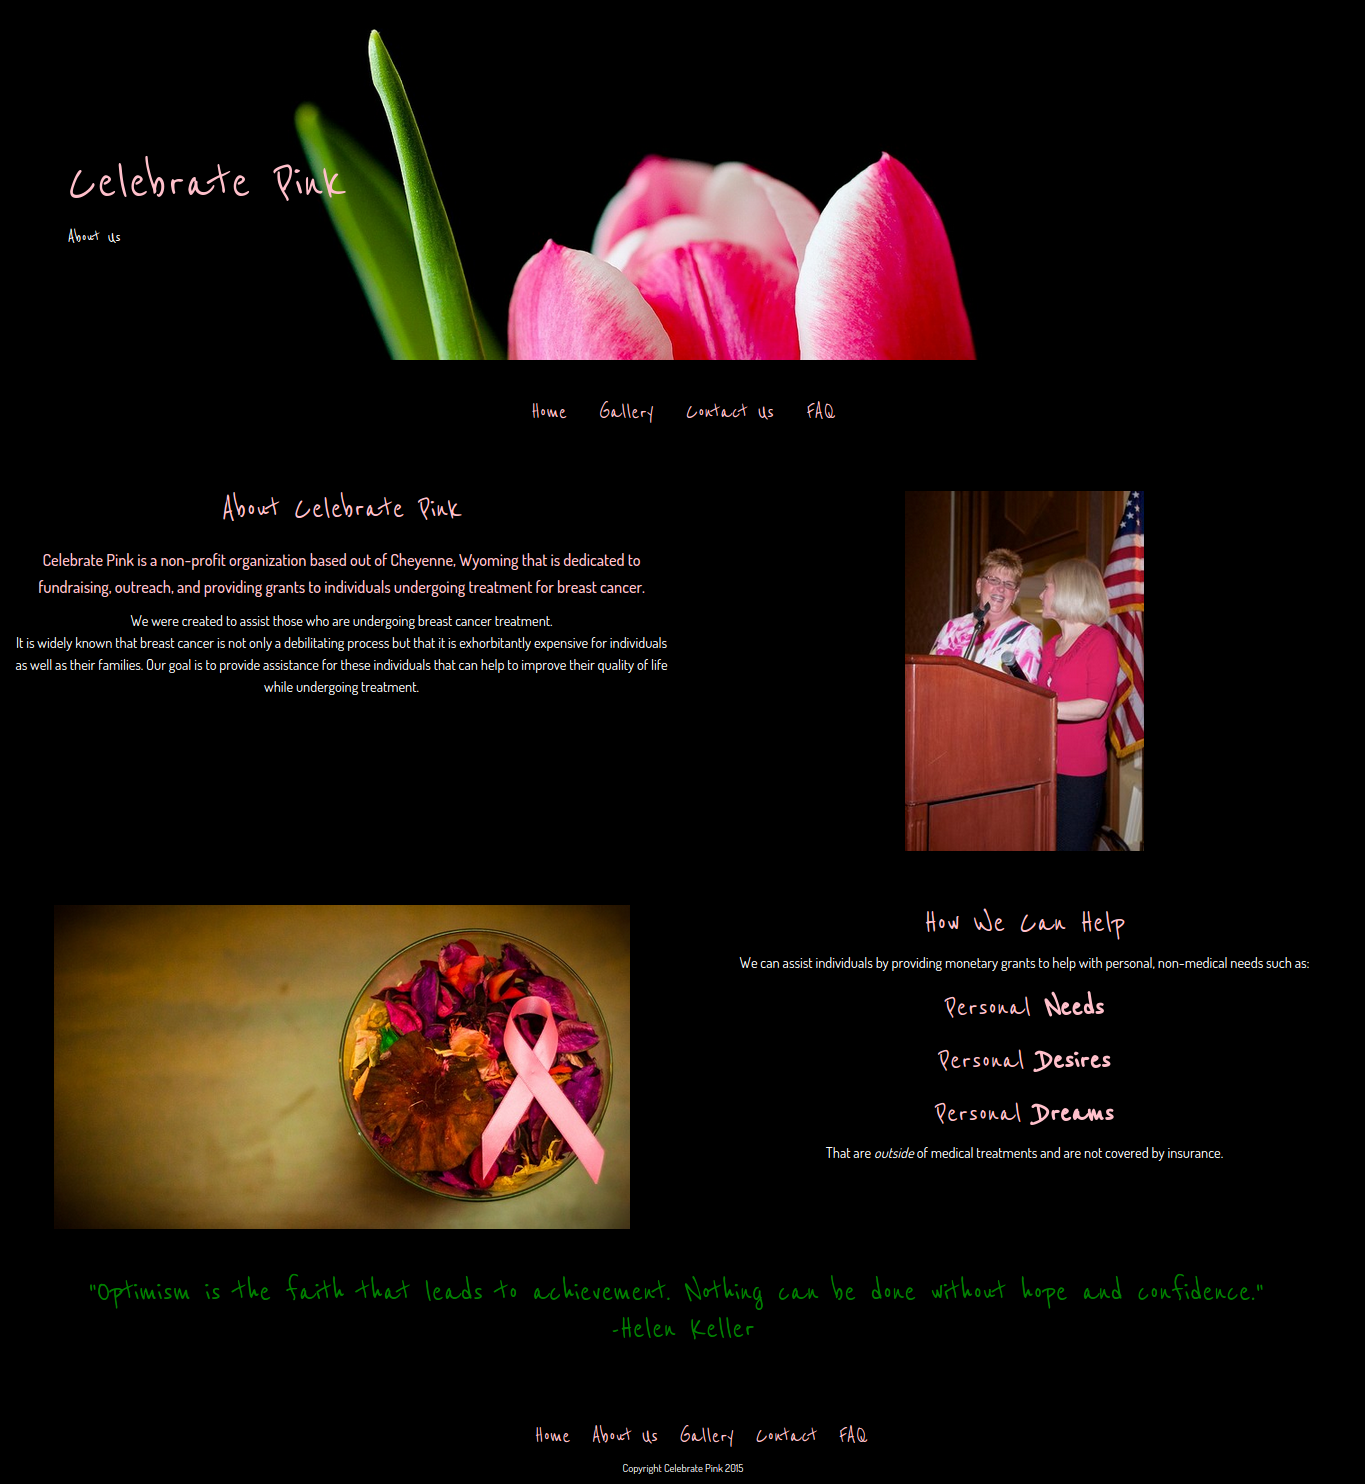 Celebrate Pink
About Us
Home Gallery Contact Us FAQ
About Celebrate Pink
Celebrate Pink is a non-profit organization based out of Cheyenne, Wyoming that is dedicated to
fundraising, outreach, and providing grants to individuals undergoing treatment for breast cancer.
We were created to assist those who are undergoing breast cancer treatment.
It is widely known that breast cancer is not only a debilitating process but that it is exhorbitantly expensive for individuals
as well as their families. Our goal is to provide assistance for these individuals that can help to improve their quality of life
while undergoing treatment.
How We Can Help
We can assist individuals by providing monetary grants to help with personal, non-medical needs such as:
Personal Needs
Personal Desires
Personal Dreams
That are outside of medical treatments and are not covered by insurance.
"Optimism is the faith that leads to achievement. Nothing can be done without hope and confidence."
-Helen Keller
Home About Us Gallery Contact FAQ
Copyright Celebrate Pink 2015